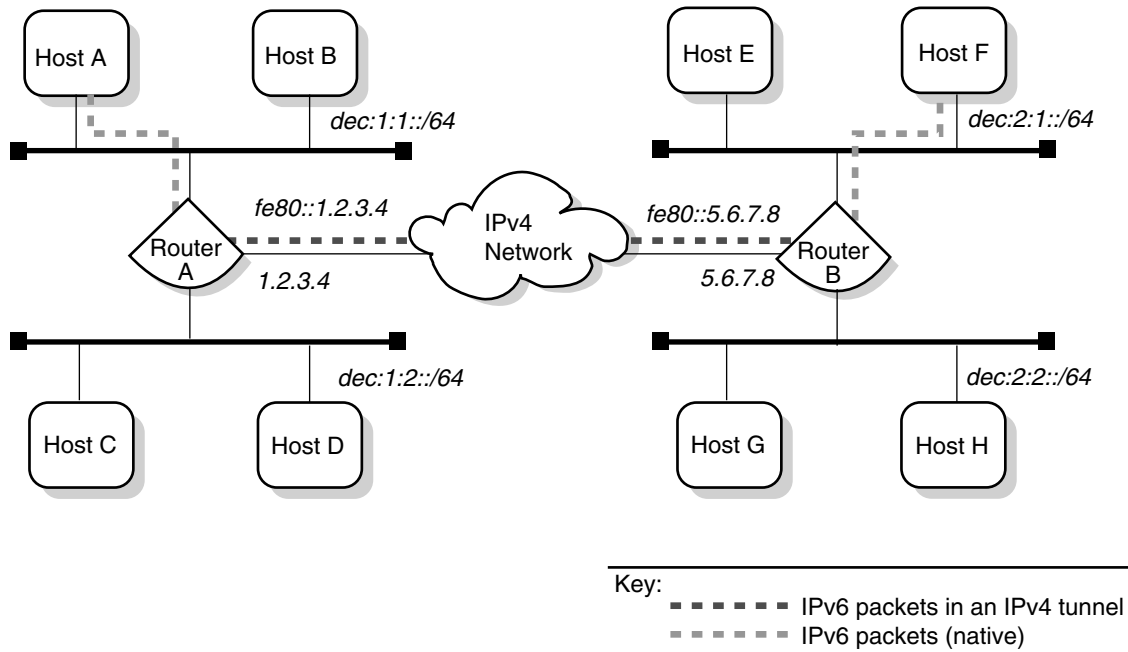 Host A
Host B
Host E
Host F
dec:1:1::/64
dec:2:1::/64
fe80::1.2.3.4
IPv4
Network
fe80::5.6.7.8
Router
A
Router
B
1.2.3.4
5.6.7.8
dec:1:2::/64
dec:2:2::/64
Host C
Host D
Host G
Host H
Key:
IPv6 packets in an IPv4 tunnel
IPv6 packets (native)